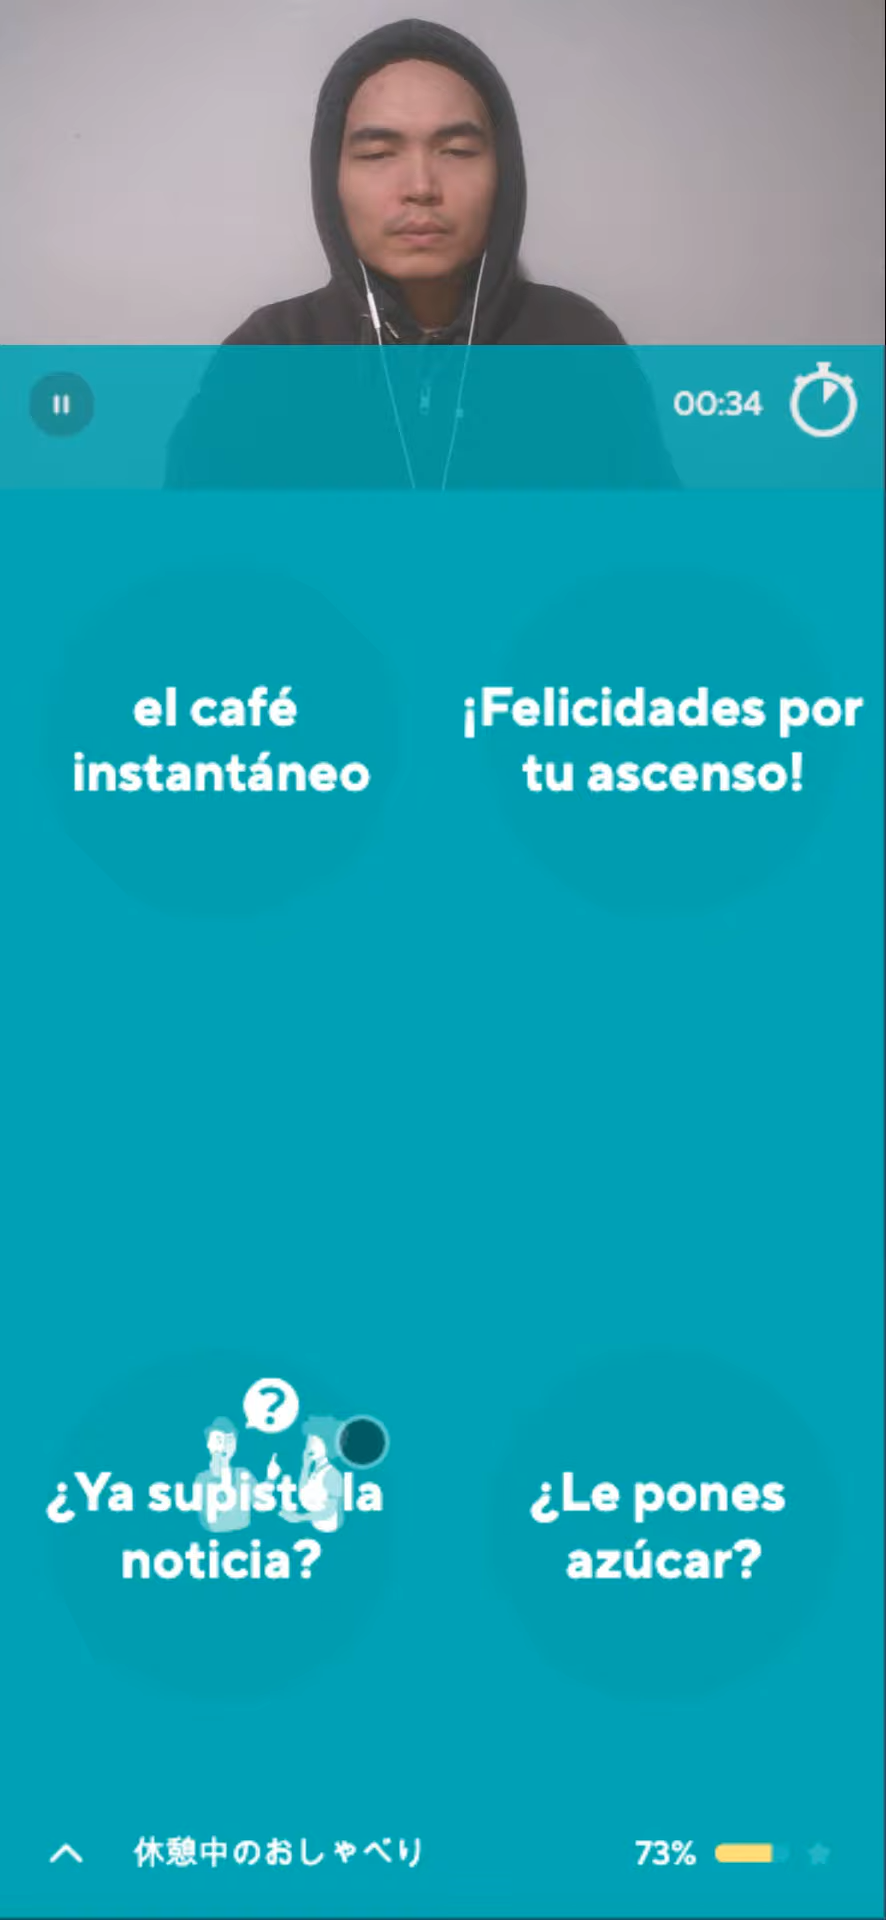 00:34
el café
instantáneo
¡Felicidades por
tu ascenso!
?
¿Ya supiste la
noticia?
¿Le pones
azúcar?
休憩中のおしゃべり
73%